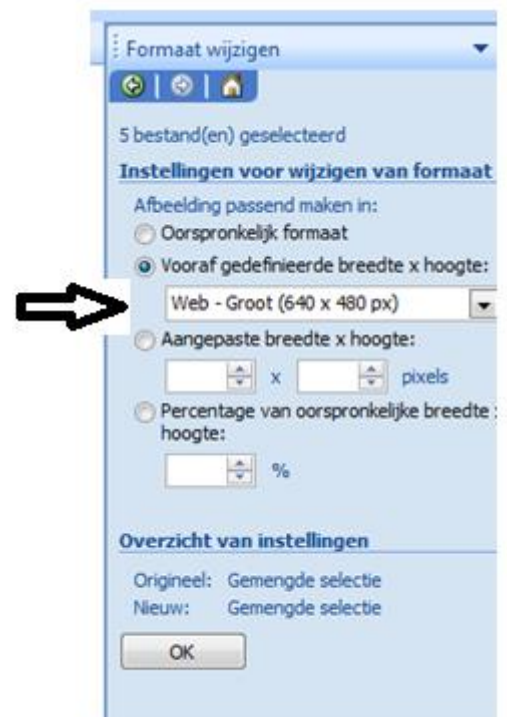 Formaat wijzigen
5 bestand(en) geselecteerd
Instellingen voor wijzigen van formaat
Afbeelding passend maken in:
Oorspronkelijk formaat
Vooraf gedefinieerde breedte x hoogte:
Web - Groot (640 x 480 px)
Aangepaste breedte x hoogte:
x pixels
Percentage van oorspronkelijke breedte :
hoogte:
%
Overzicht van instellingen
Origineel: Gemengde selectie
Nieuw: Gemengde selectie
OK